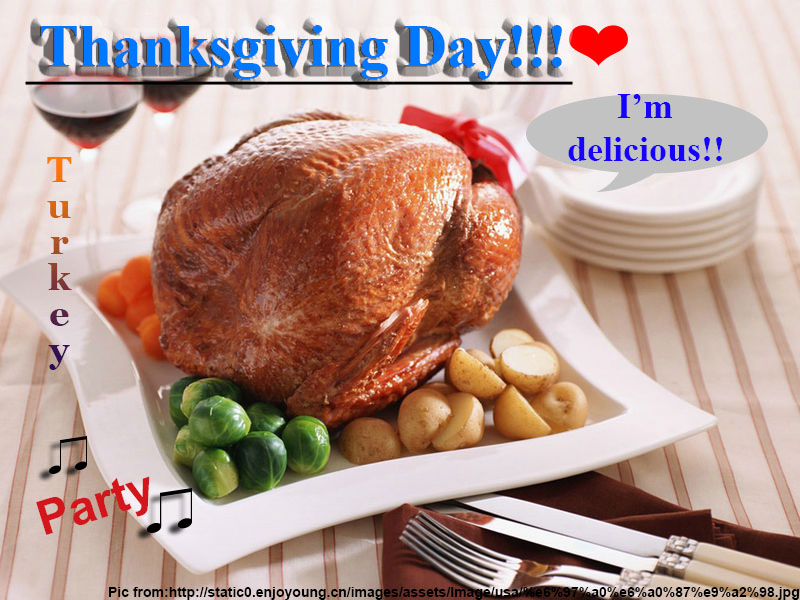 Thanksgiving Day!!!❤
I'm
delicious!!
Turkey
Party
Pic from:http://static0.enjoyoung.cn/images/assets/Image/usa/%e6%97%a0%e6%a0%87%e9%a2%98.jpg